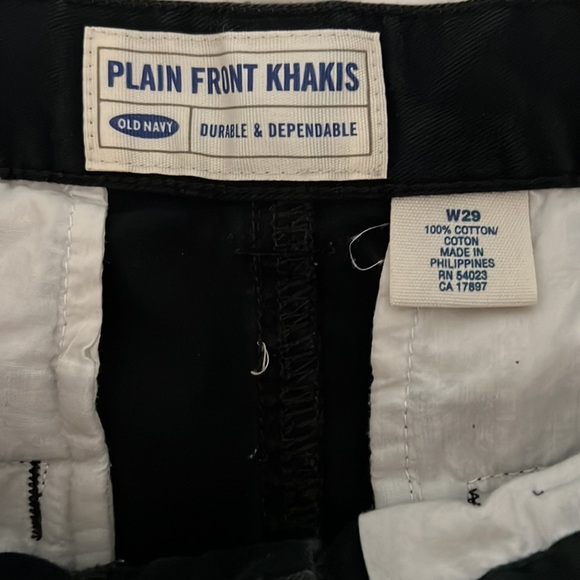 PLAIN FRONT KHAKIS
OLD NAVY
DURABLE & DEPENDABLE
W29
100% COTTON/
COTON
MADE IN
PHILIPPINES
RN 54023
CA 17897